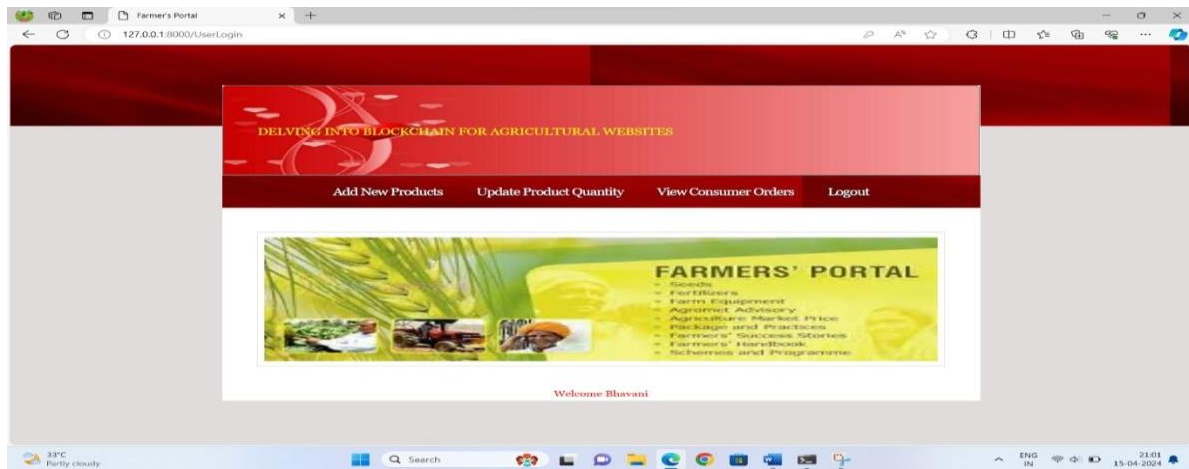 Farmer's Portal
127.0.0.1:8000/UserLogin
DELVING INTO BLOCKCHAIN FOR AGRICULTURAL WEBSITES
Add New Products Update Product Quantity View Consumer Orders Logout
FARMERS' PORTAL
Seeds
Fertilizers
Farm Equipment
Agromet Advisory
Agriculture Market Price
Package and Practices
Farmers' Success Stories
Farmers' Handbook
Schemes and Programme
Welcome Bhavani
33°C
Partly cloudy
Search
ENG
IN
21:01
15-04-2024